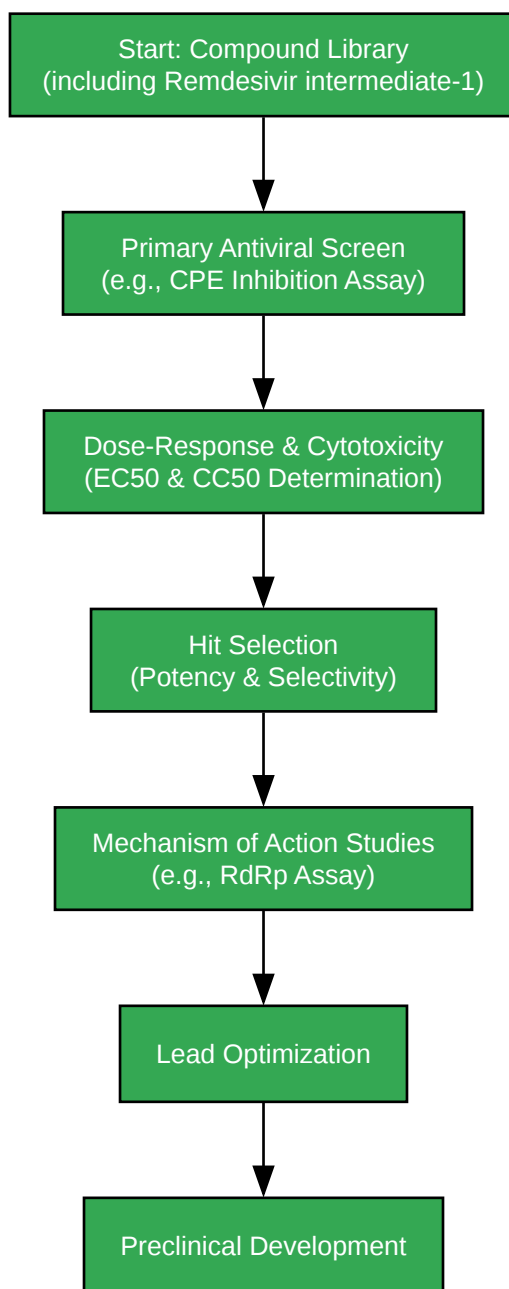 Start: Compound Library
(including Remdesivir intermediate-1)
Primary Antiviral Screen
(e.g., CPE Inhibition Assay)
Dose-Response & Cytotoxicity
(EC50 & CC50 Determination)
Hit Selection
(Potency & Selectivity)
Mechanism of Action Studies
(e.g., RdRp Assay)
Lead Optimization
Preclinical Development